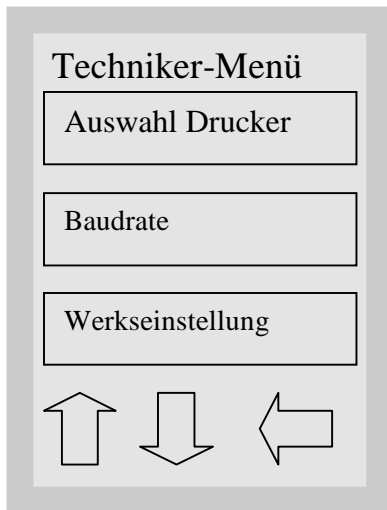 Techniker-Menü
Auswahl Drucker
Baudrate
Werkseinstellung